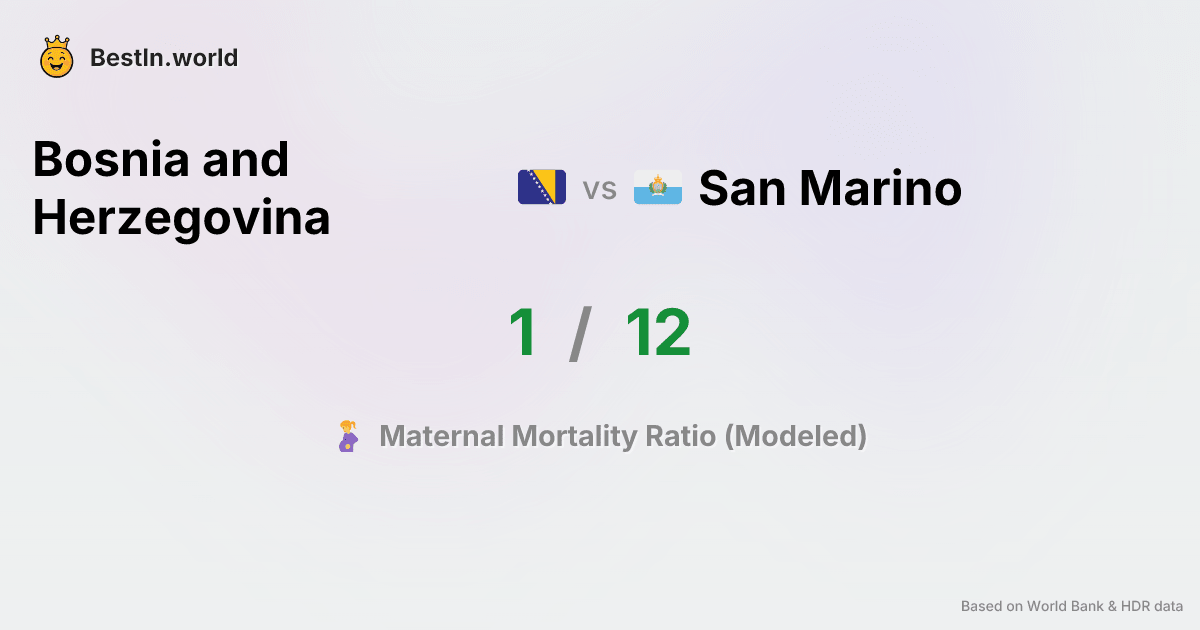 BestIn.world
Bosnia and
Herzegovina
vs
San Marino
1 / 12
Maternal Mortality Ratio (Modeled)
Based on World Bank & HDR data